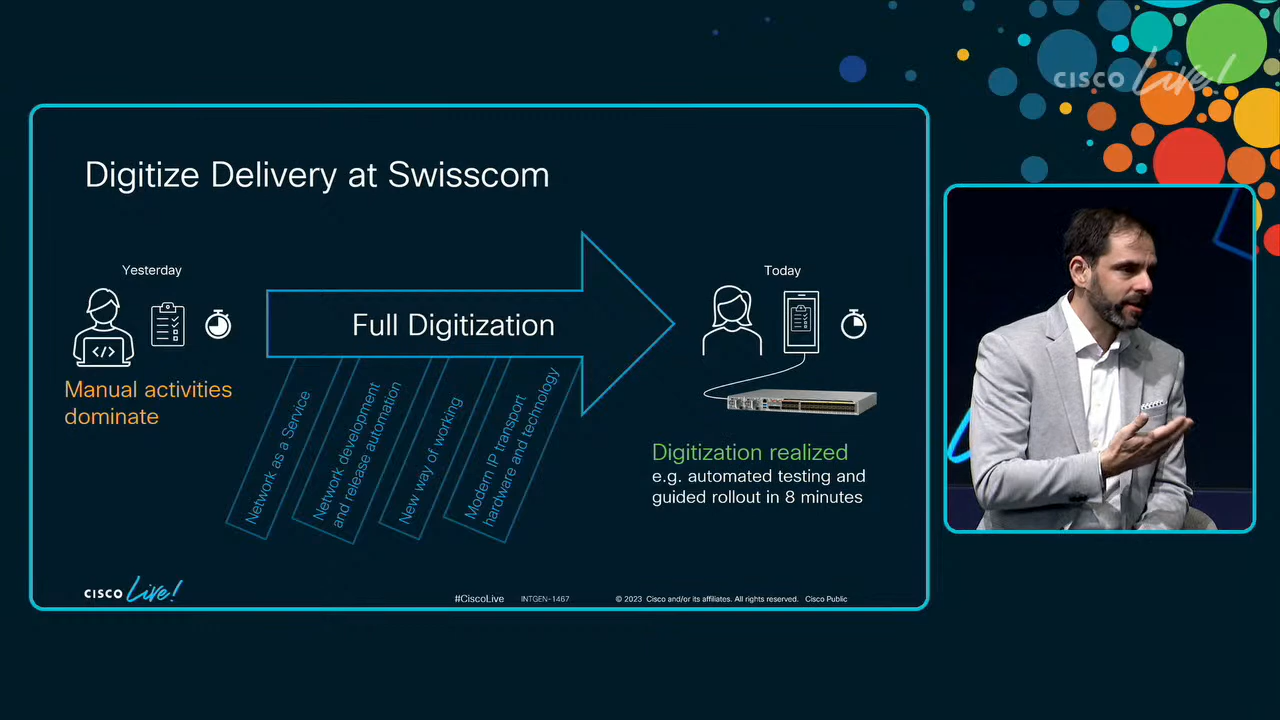 CISCO Live!
Digitize Delivery at Swisscom
Yesterday
Today
</>
Full Digitization
Manual activities
dominate
Network as a Service
Network development
and release automation
New way of working
Modern IP transport
hardware and technology
Digitization realized
e.g. automated testing and
guided rollout in 8 minutes
CISCO Live!
#CiscoLive
INTGEN-1467
© 2023 Cisco and/or its affiliates. All rights reserved. Cisco Public